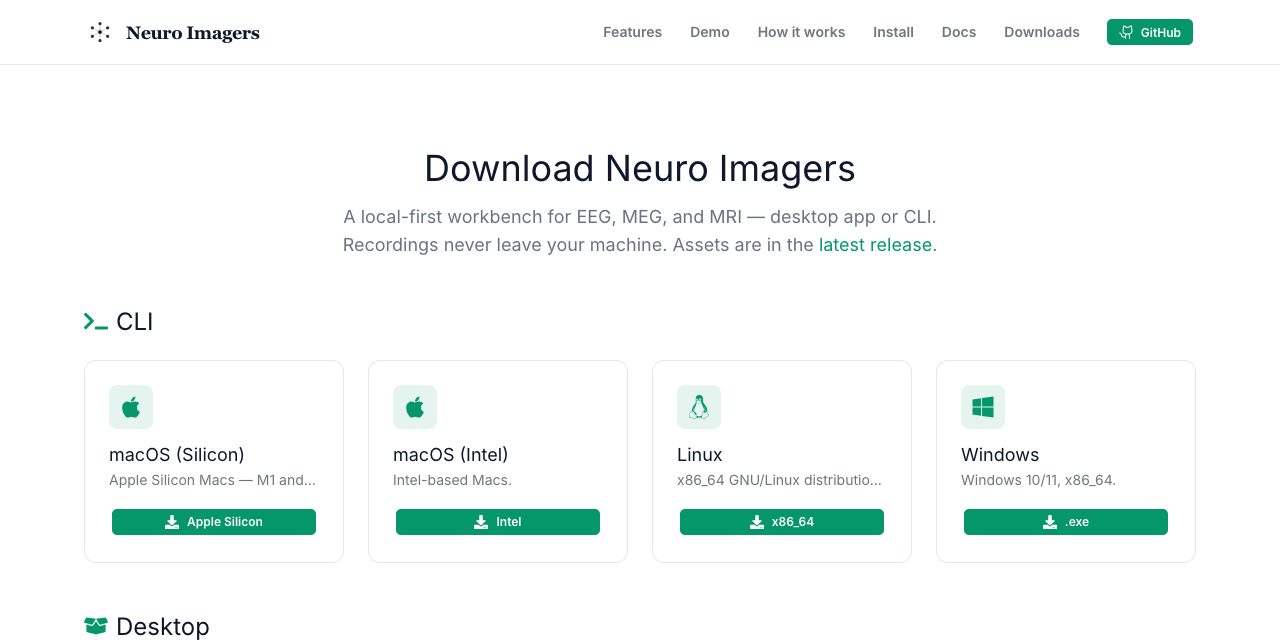 Neuro Imagers
Features
Demo
How it works
Install
Docs
Downloads
GitHub
Download Neuro Imagers
A local-first workbench for EEG, MEG, and MRI — desktop app or CLI.
Recordings never leave your machine. Assets are in the latest release.
CLI
macOS (Silicon)
Apple Silicon Macs — M1 and...
Apple Silicon
macOS (Intel)
Intel-based Macs.
Intel
Linux
x86_64 GNU/Linux distributio...
x86_64
Windows
Windows 10/11, x86_64.
.exe
Desktop